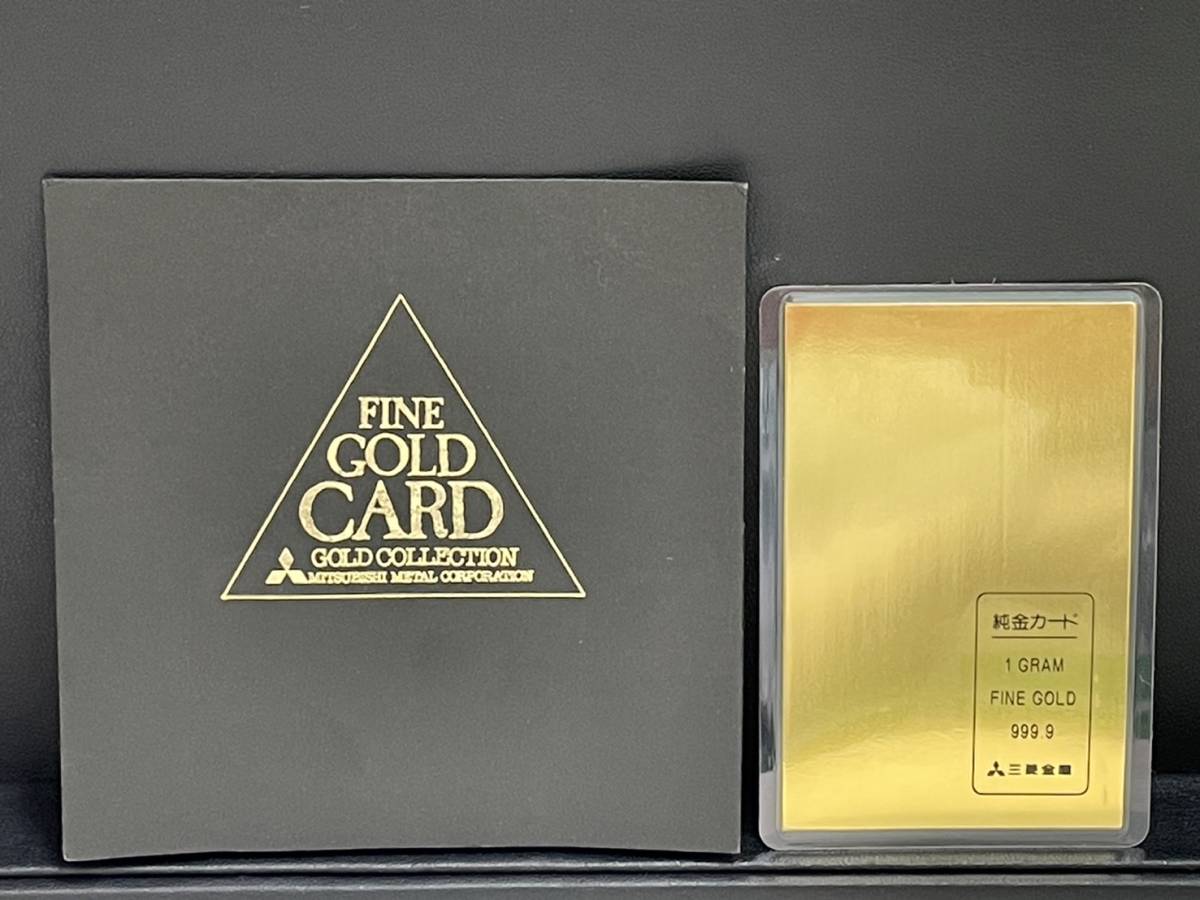 FINE
GOLD
CARD
GOLD COLLECTION
MITSUBISHI METAL CORPORATION
純金カード
1 GRAM
FINE GOLD
999.9
三菱金属